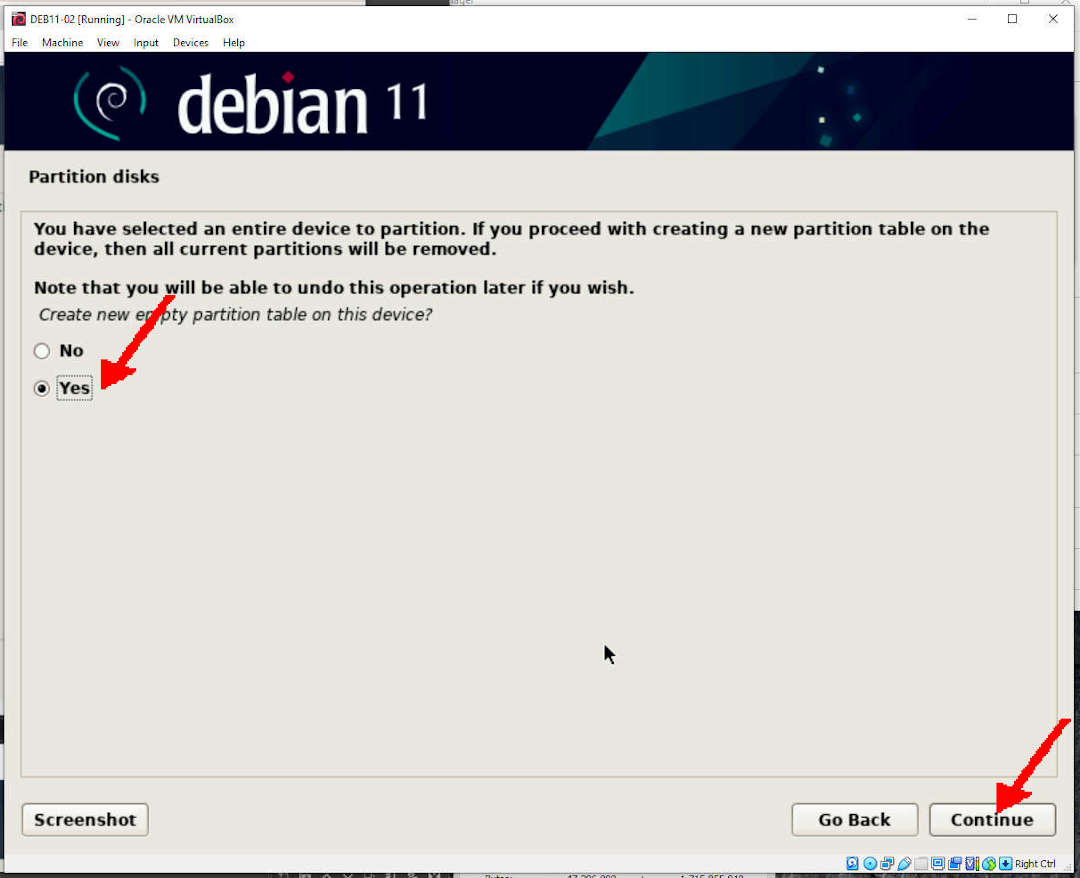 DEB11-02 [Running] - Oracle VM VirtualBox
File Machine View Input Devices Help
debian 11
Partition disks
You have selected an entire device to partition. If you proceed with creating a new partition table on the
device, then all current partitions will be removed.
Note that you will be able to undo this operation later if you wish.
Create new empty partition table on this device?
No
Yes
Screenshot
Go Back
Continue
Right Ctrl